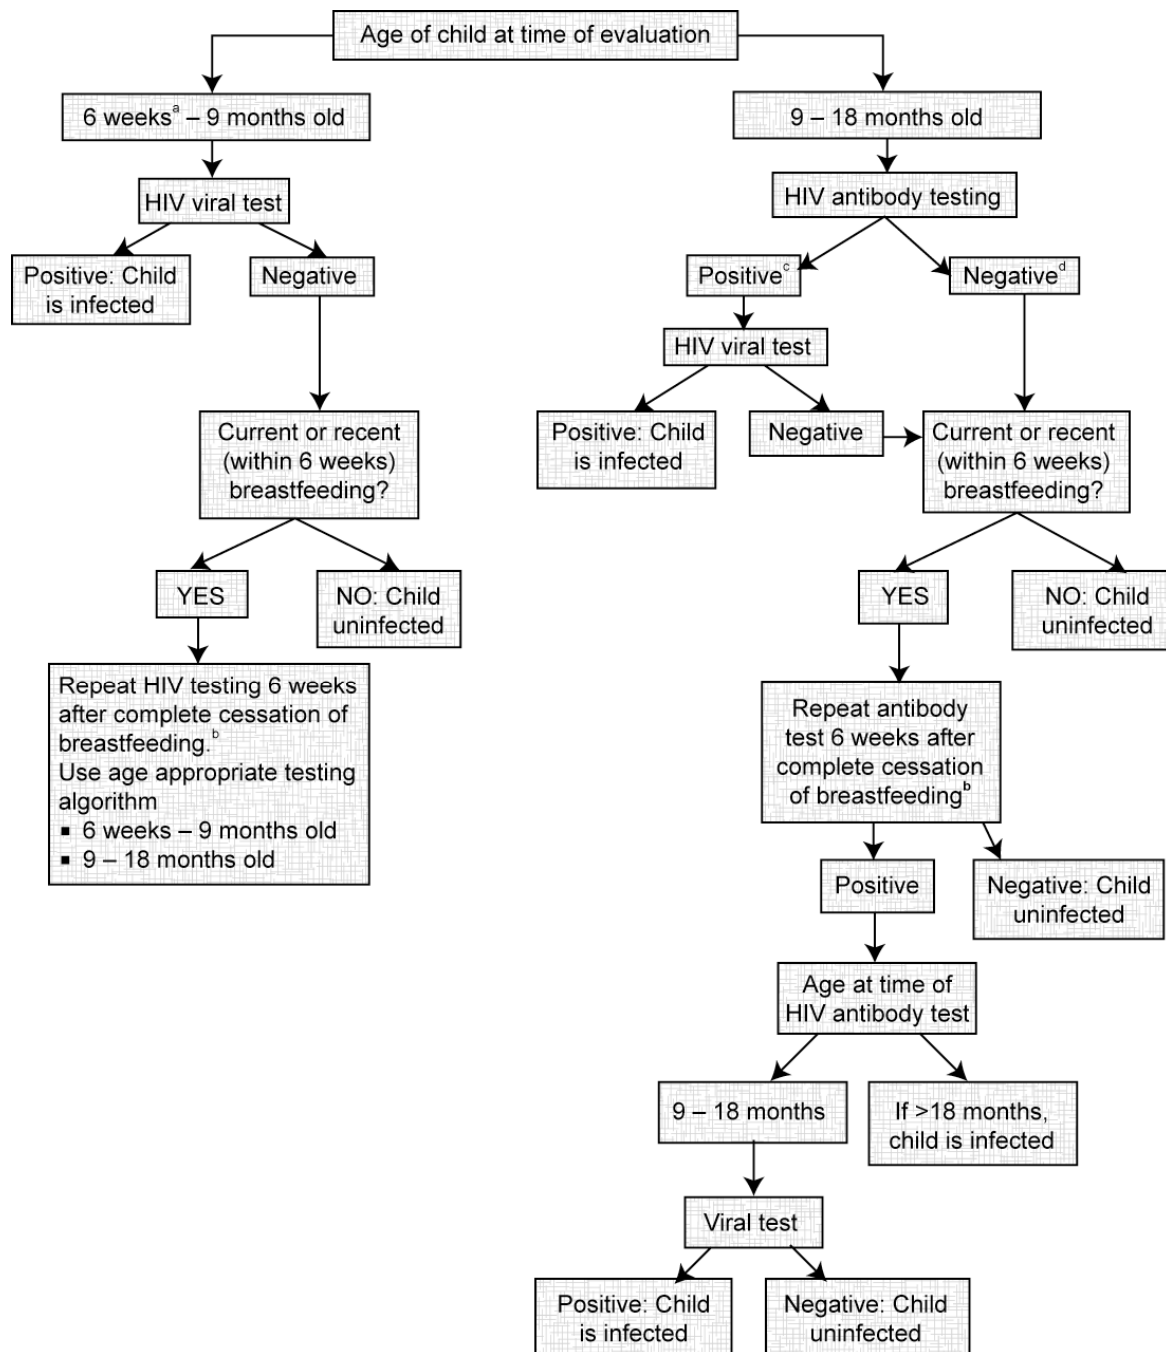 Age of child at time of evaluation
6 weeksᵃ – 9 months old
9 – 18 months old
HIV viral test
HIV antibody testing
Positive: Child
is infected
Negative
Positiveᶜ
Negativeᵈ
HIV viral test
Current or recent
(within 6 weeks)
breastfeeding?
Positive: Child
is infected
Negative
Current or recent
(within 6 weeks)
breastfeeding?
YES
NO: Child
uninfected
YES
NO: Child
uninfected
Repeat HIV testing 6 weeks
after complete cessation of
breastfeeding.ᵇ
Use age appropriate testing
algorithm
▪ 6 weeks – 9 months old
▪ 9 – 18 months old
Repeat antibody
test 6 weeks after
complete cessation
of breastfeedingᵇ
Positive
Negative: Child
uninfected
Age at time of
HIV antibody test
9 – 18 months
If >18 months,
child is infected
Viral test
Positive: Child
is infected
Negative: Child
uninfected